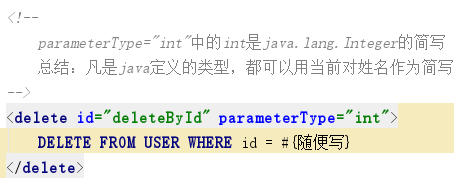 <!--
parameterType="int"中的int是java.lang.Integer的简写
总结：凡是java定义的类型，都可以用当前对姓名作为简写
-->
<delete id="deleteById" parameterType="int">
DELETE FROM USER WHERE id = #{随便写}
</delete>